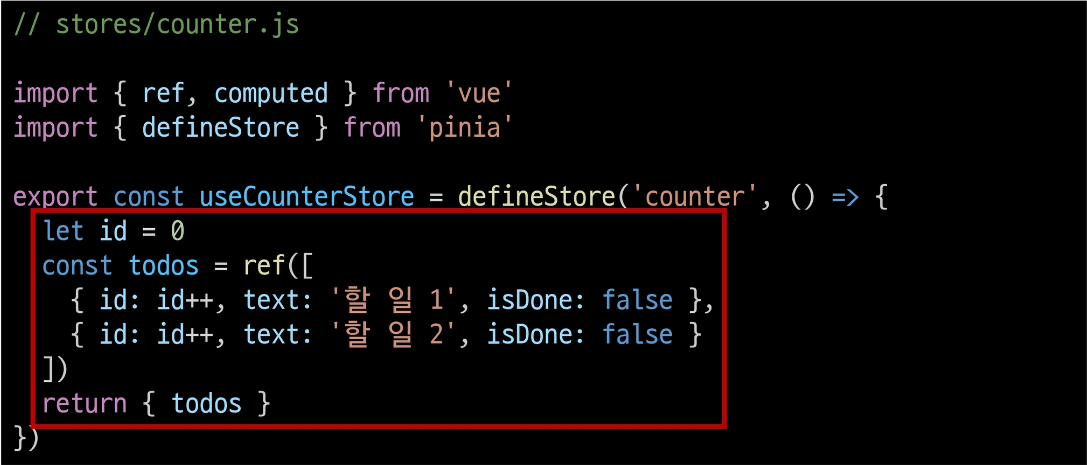 // stores/counter.js
import { ref, computed } from 'vue'
import { defineStore } from 'pinia'
export const useCounterStore = defineStore('counter', () => {
let id = 0
const todos = ref([
{ id: id++, text: '할 일 1', isDone: false },
{ id: id++, text: '할 일 2', isDone: false }
])
return { todos }
})